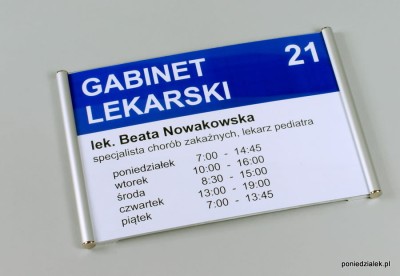 GABINET 21
LEKARSKI
lek. Beata Nowakowska
specjalista chorób zakaźnych, lekarz pediatra
poniedziałek 7:00 - 14:45
wtorek 10:00 - 16:00
środa 8:30 - 15:00
czwartek 13:00 - 19:00
piątek 7:00 - 13:45
poniedzialek.pl